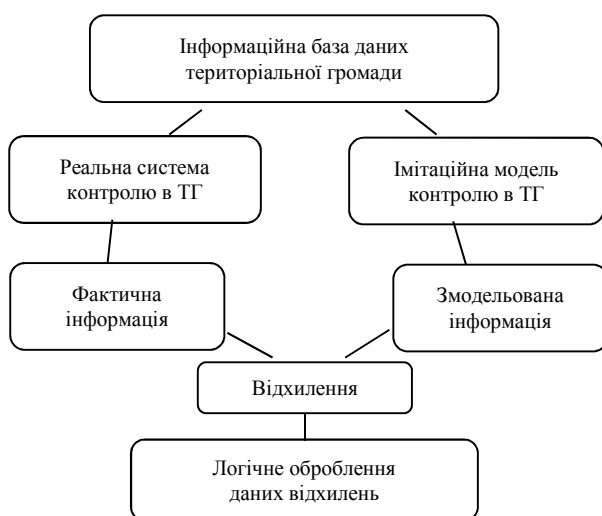 Інформаційна база даних
територіальної громади
Реальна система
контролю в ТГ
Імітаційна модель
контролю в ТГ
Фактична
інформація
Змодельована
інформація
Відхилення
Логічне оброблення
даних відхилень